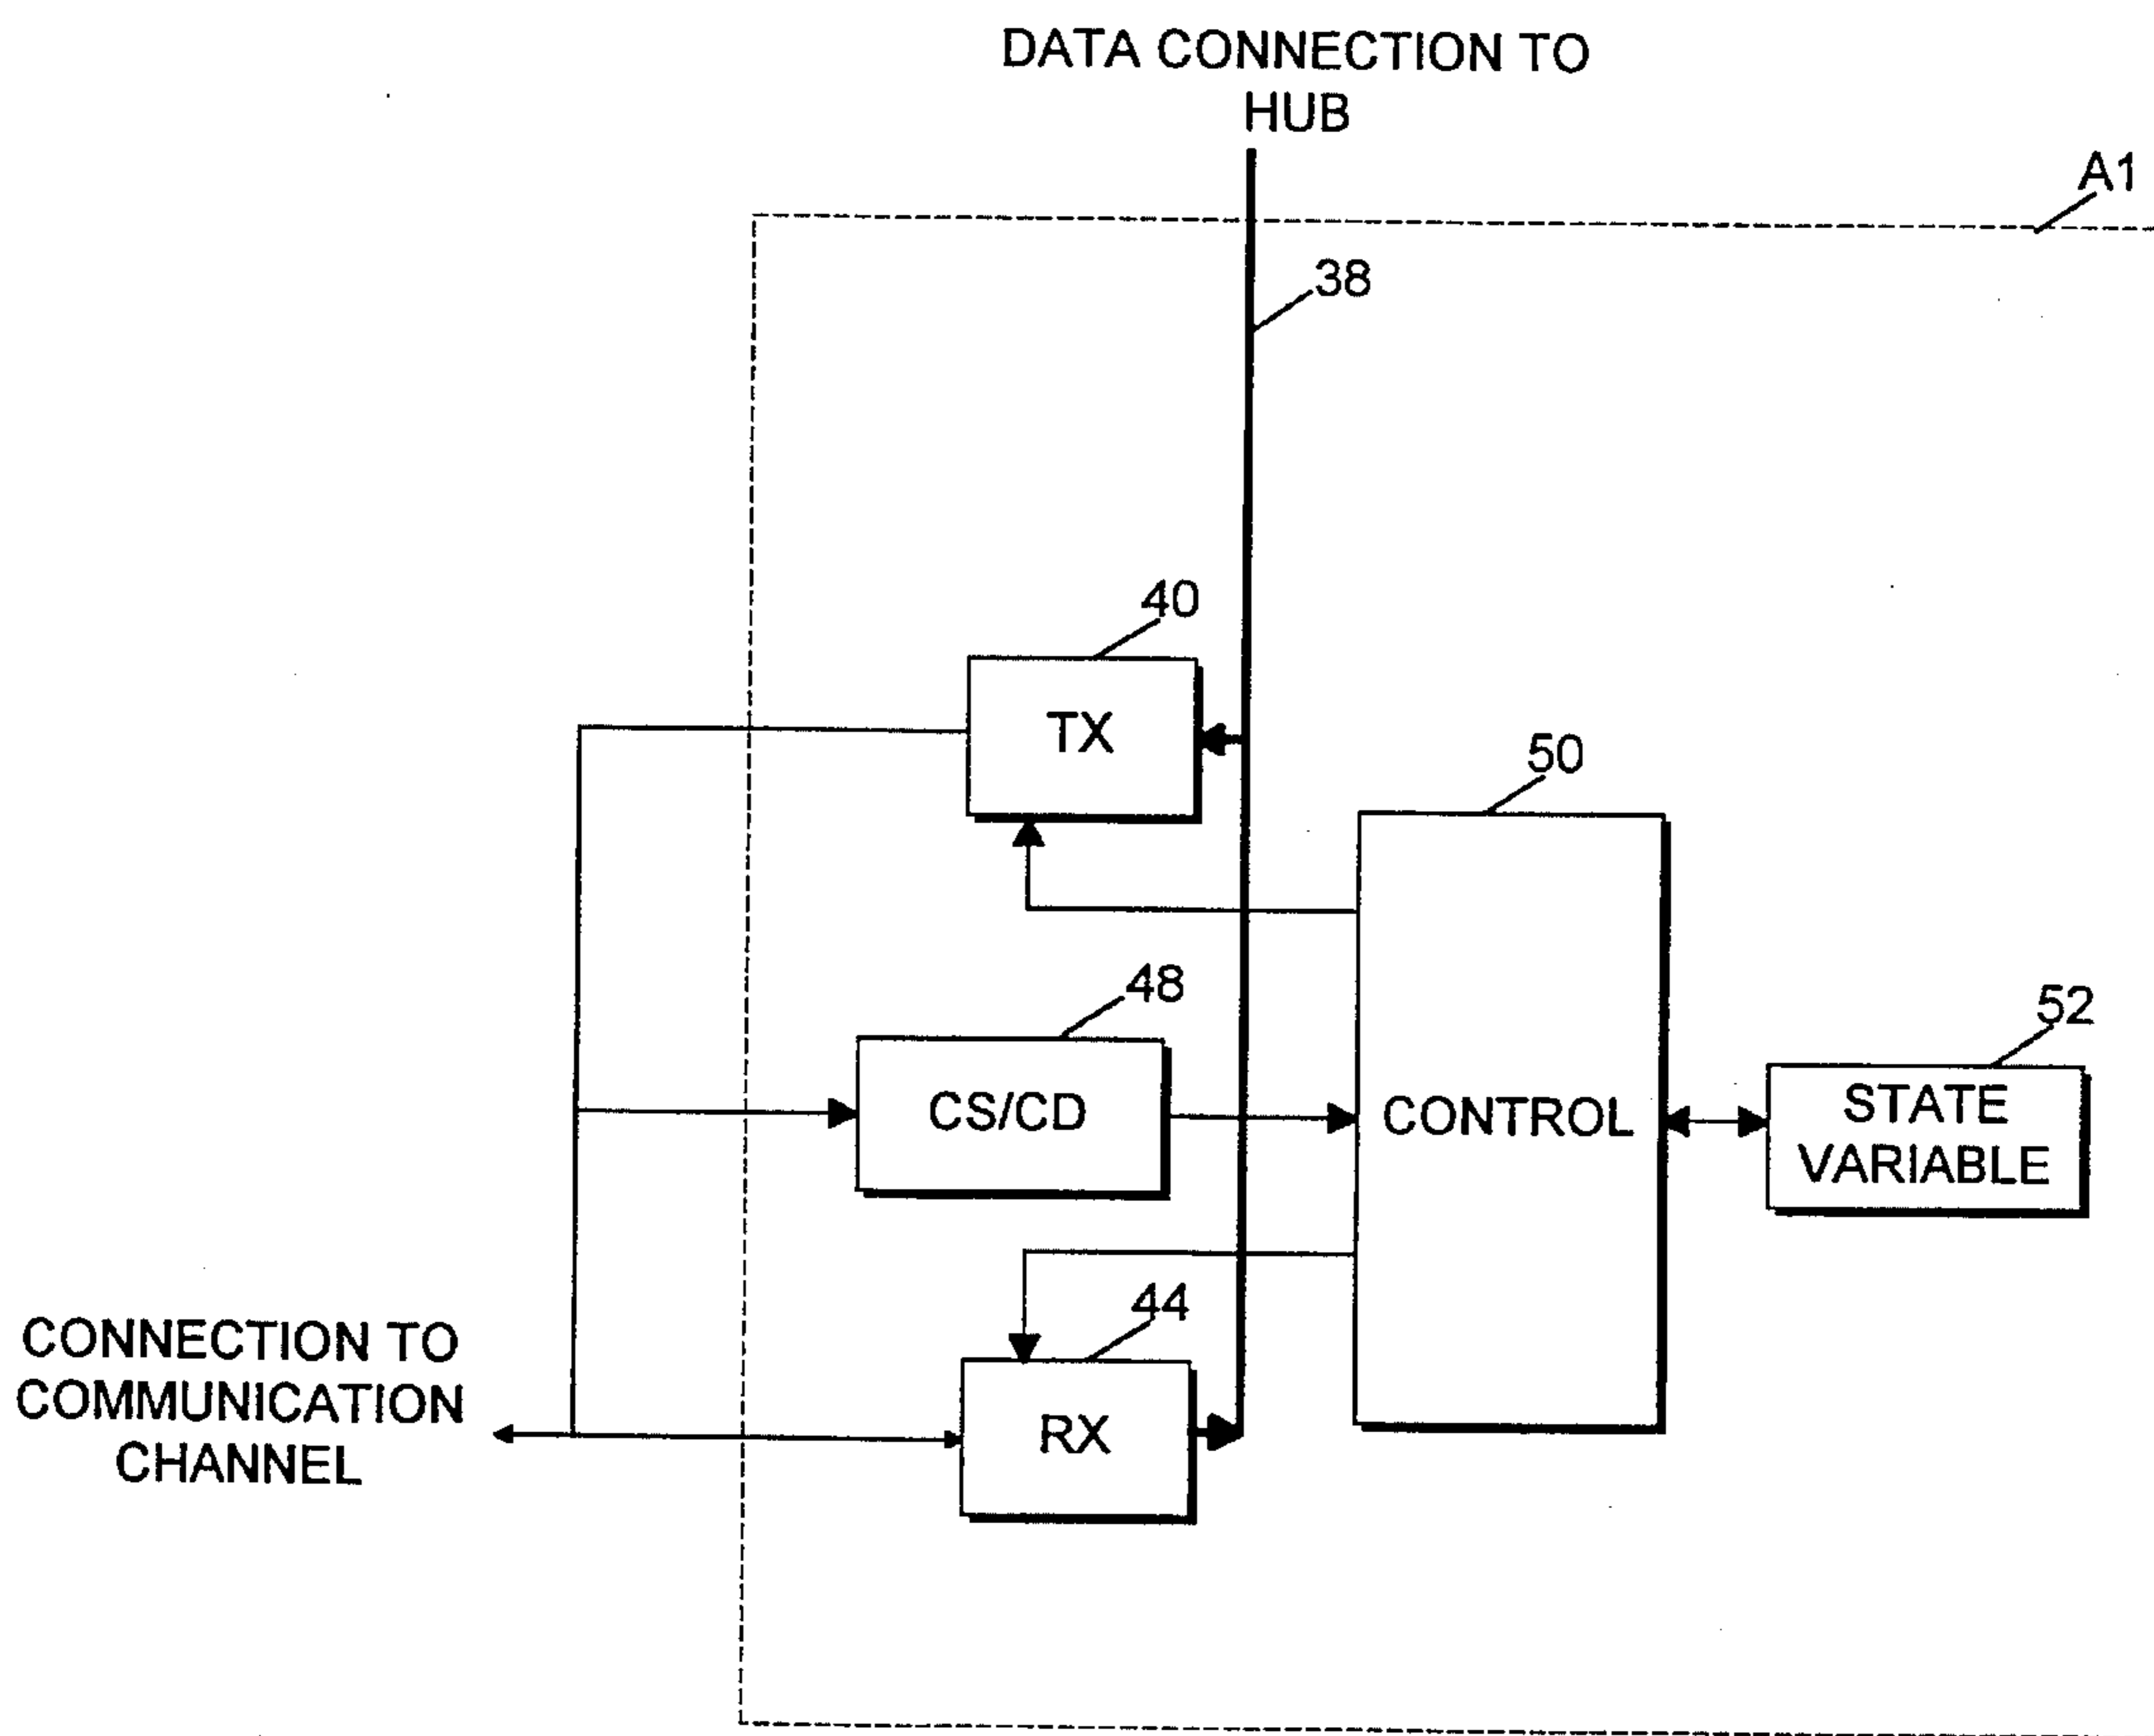 DATA CONNECTION TO
HUB
A1
38
40
TX
50
48
CS/CD
52
CONTROL
STATE
VARIABLE
44
RX
CONNECTION TO
COMMUNICATION
CHANNEL